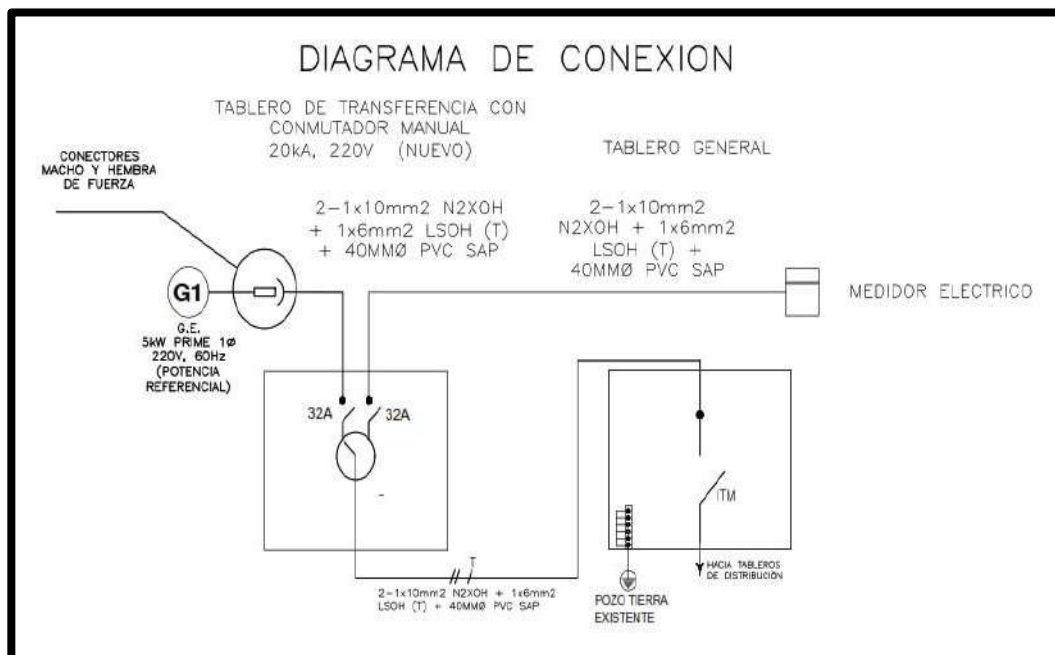 DIAGRAMA DE CONEXION
TABLERO DE TRANSFERENCIA CON
CONMUTADOR MANUAL
20kA, 220V (NUEVO)
TABLERO GENERAL
CONECTORES
MACHO Y HEMBRA
DE FUERZA
2-1x10mm2 N2XOH
+ 1x6mm2 LSOH (T)
+ 40MMØ PVC SAP
2-1x10mm2
N2XOH + 1x6mm2
LSOH (T) +
40MMØ PVC SAP
G1
MEDIDOR ELECTRICO
G.E.
5kW PRIME 1Ø
220V, 60Hz
(POTENCIA
REFERENCIAL)
32A
32A
ITM
T
2-1x10mm2 N2XOH + 1x6mm2
LSOH (T) + 40MMØ PVC SAP
HACIA TABLEROS
DE DISTRIBUCIÓN
POZO TIERRA
EXISTENTE